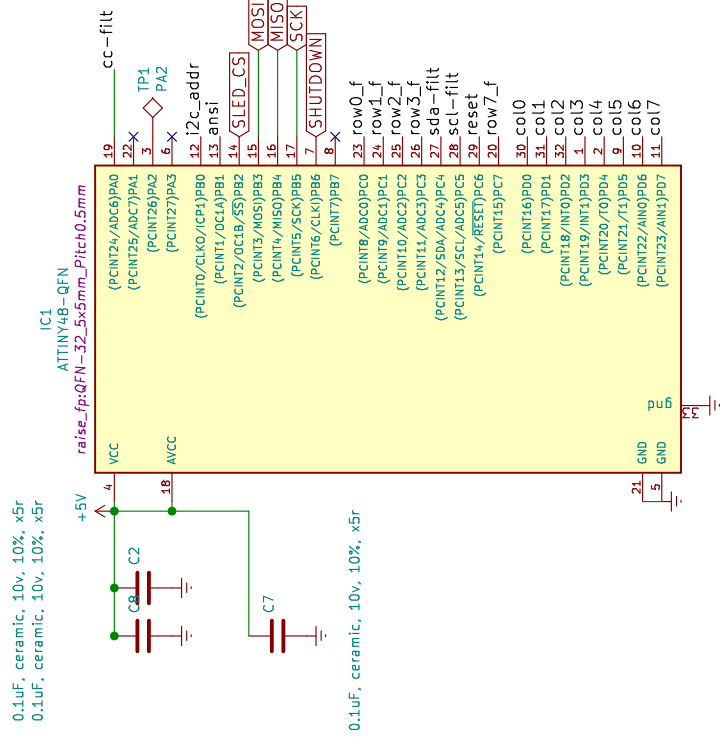 IC1
ATTINY48-QFN
raise_fp:QFN-32_5x5mm_Pitch0.5mm
cc-filt
19
(PCINT24/ADC6)PA0
22
(PCINT25/ADC7)PA1
TP1
PA2
3
(PCINT26)PA2
6
(PCINT27)PA3
i2c_addr
12
(PCINT0/CLKO/ICP1)PB0
ansi
13
(PCINT1/OC1A)PB1
SLED_CS
14
(PCINT2/OC1B/SS)PB2
MOSI
15
(PCINT3/MOSI)PB3
MISO
16
(PCINT4/MISO)PB4
SCK
17
(PCINT5/SCK)PB5
SHUTDOWN
7
(PCINT6/CLKI)PB6
8
(PCINT7)PB7
row0_f
23
(PCINT8/ADC0)PC0
row1_f
24
(PCINT9/ADC1)PC1
row2_f
25
(PCINT10/ADC2)PC2
row3_f
26
(PCINT11/ADC3)PC3
sda-filt
27
(PCINT12/SDA/ADC4)PC4
scl-filt
28
(PCINT13/SCL/ADC5)PC5
reset
29
(PCINT14/RESET)PC6
row7_f
20
(PCINT15)PC7
col0
30
(PCINT16)PD0
col1
31
(PCINT17)PD1
col2
32
(PCINT18/INT0)PD2
col3
1
(PCINT19/INT1)PD3
col4
2
(PCINT20/T0)PD4
col5
9
(PCINT21/T1)PD5
col6
10
(PCINT22/AIN0)PD6
col7
11
(PCINT23/AIN1)PD7
gnd
33
VCC
4
AVCC
18
GND
21
GND
5
+5V
C2
C8
C7
0.1uF, ceramic, 10v, 10%, x5r
0.1uF, ceramic, 10v, 10%, x5r
0.1uF, ceramic, 10v, 10%, x5r